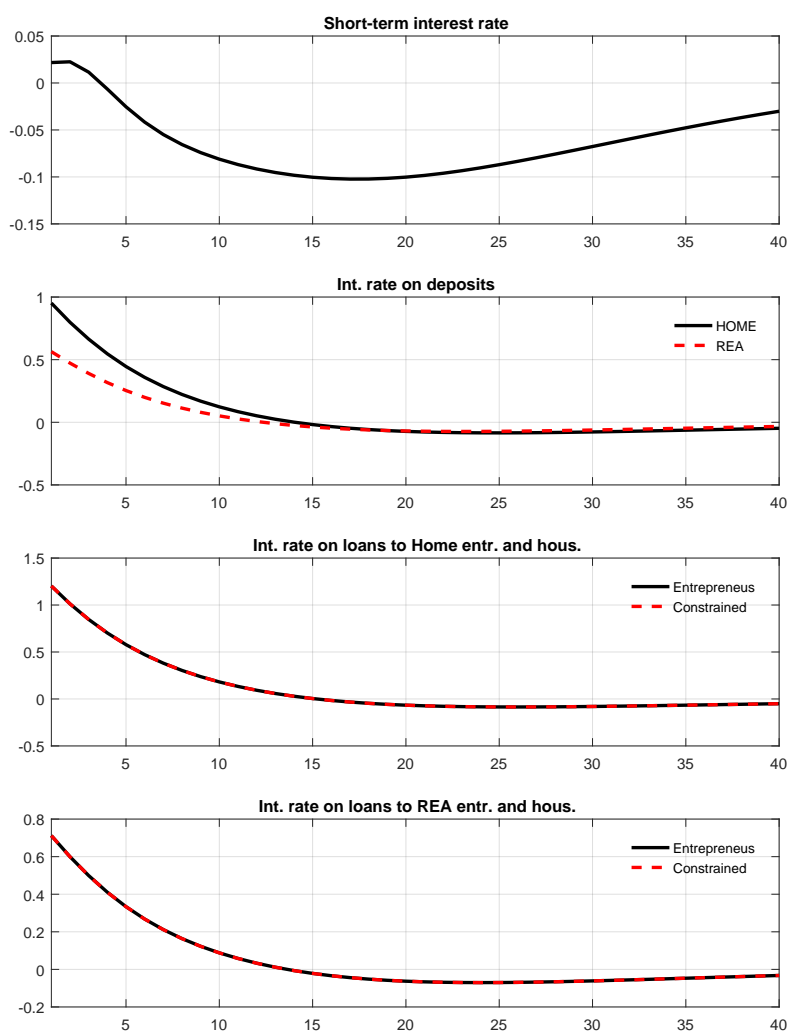 Short-term interest rate
0.05
0
-0.05
-0.1
-0.15
5 10 15 20 25 30 35 40
Int. rate on deposits
1
HOME
REA
0.5
0
-0.5
5 10 15 20 25 30 35 40
Int. rate on loans to Home entr. and hous.
1.5
Entrepreneus
Constrained
1
0.5
0
-0.5
5 10 15 20 25 30 35 40
Int. rate on loans to REA entr. and hous.
0.8
Entrepreneus
Constrained
0.6
0.4
0.2
0
-0.2
5 10 15 20 25 30 35 40